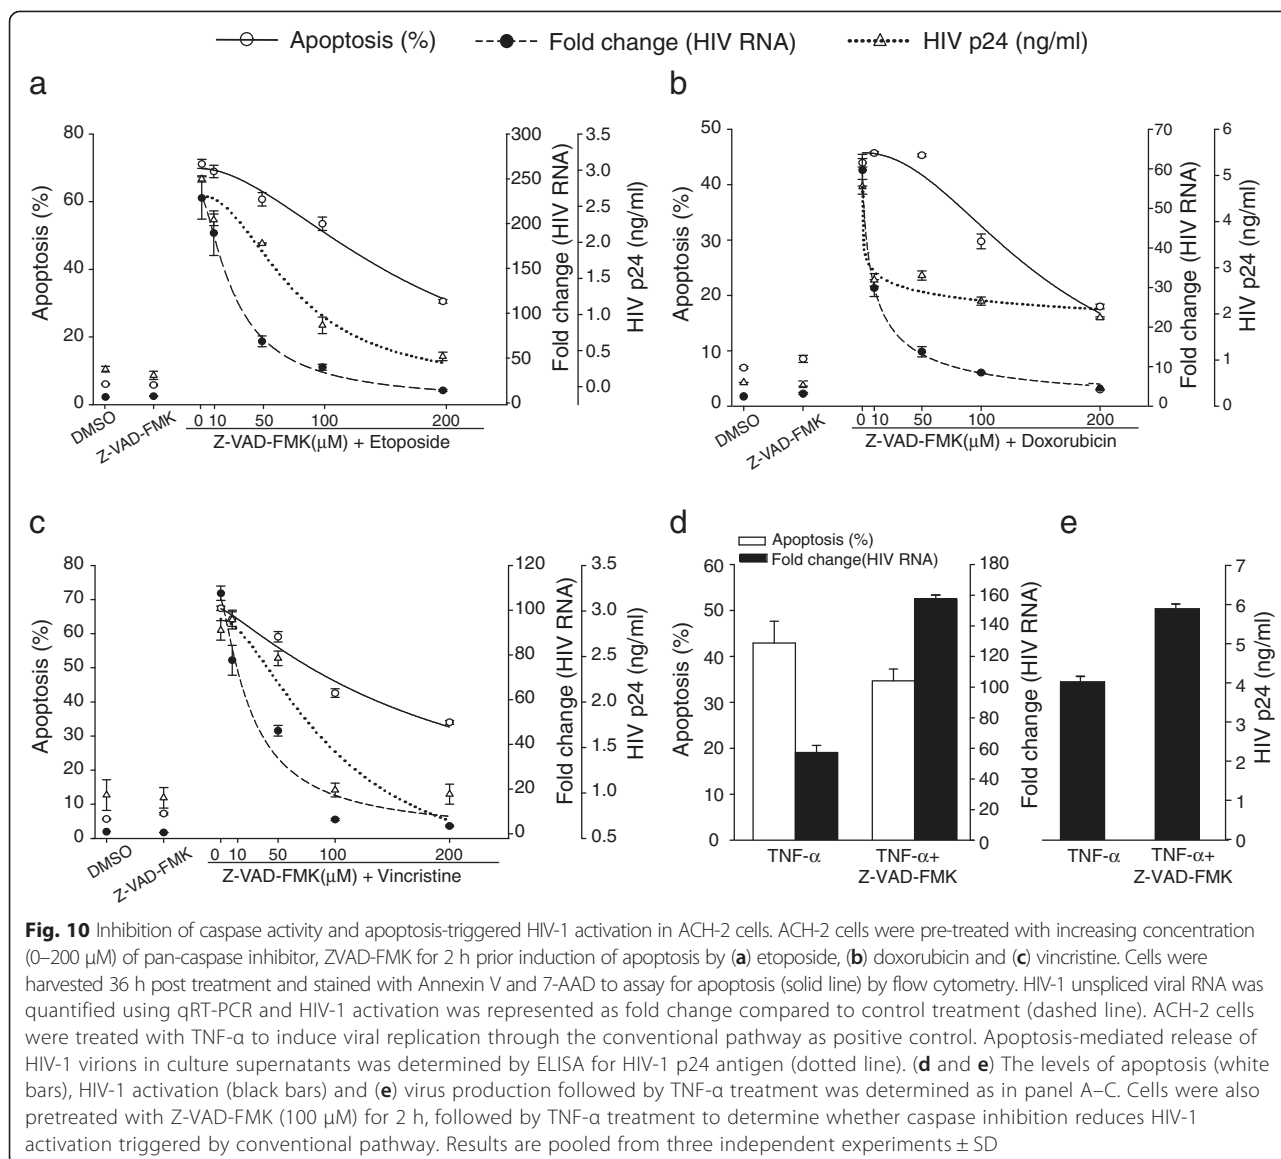 Apoptosis (%)
Fold change (HIV RNA)
HIV p24 (ng/ml)
a
80
60
40
20
0
Apoptosis (%)
300
250
200
150
100
50
0
Fold change (HIV RNA)
3.5
3.0
2.5
2.0
1.5
1.0
0.5
0.0
HIV p24 (ng/ml)
DMSO
Z-VAD-FMK
0 10 50 100 200
Z-VAD-FMK(µM) + Etoposide
b
50
40
30
20
10
0
Apoptosis (%)
70
60
50
40
30
20
10
0
Fold change (HIV RNA)
6
5
4
3
2
1
0
HIV p24 (ng/ml)
DMSO
Z-VAD-FMK
0 10 50 100 200
Z-VAD-FMK(µM) + Doxorubicin
c
80
70
60
50
40
30
20
10
0
Apoptosis (%)
120
100
80
60
40
20
0
Fold change (HIV RNA)
3.5
3.0
2.5
2.0
1.5
1.0
0.5
HIV p24 (ng/ml)
DMSO
Z-VAD-FMK
0 10 50 100 200
Z-VAD-FMK(µM) + Vincristine
d
Apoptosis (%)
Fold change(HIV RNA)
60
50
40
30
20
10
0
Apoptosis (%)
180
160
140
120
100
80
60
40
20
0
Fold change (HIV RNA)
TNF-α
TNF-α+
Z-VAD-FMK
e
7
6
5
4
3
2
1
0
HIV p24 (ng/ml)
TNF-α
TNF-α+
Z-VAD-FMK
Fig. 10 Inhibition of caspase activity and apoptosis-triggered HIV-1 activation in ACH-2 cells. ACH-2 cells were pre-treated with increasing concentration
(0–200 µM) of pan-caspase inhibitor, ZVAD-FMK for 2 h prior induction of apoptosis by (a) etoposide, (b) doxorubicin and (c) vincristine. Cells were
harvested 36 h post treatment and stained with Annexin V and 7-AAD to assay for apoptosis (solid line) by flow cytometry. HIV-1 unspliced viral RNA was
quantified using qRT-PCR and HIV-1 activation was represented as fold change compared to control treatment (dashed line). ACH-2 cells
were treated with TNF-α to induce viral replication through the conventional pathway as positive control. Apoptosis-mediated release of
HIV-1 virions in culture supernatants was determined by ELISA for HIV-1 p24 antigen (dotted line). (d and e) The levels of apoptosis (white
bars), HIV-1 activation (black bars) and (e) virus production followed by TNF-α treatment was determined as in panel A–C. Cells were also
pretreated with Z-VAD-FMK (100 µM) for 2 h, followed by TNF-α treatment to determine whether caspase inhibition reduces HIV-1
activation triggered by conventional pathway. Results are pooled from three independent experiments ± SD